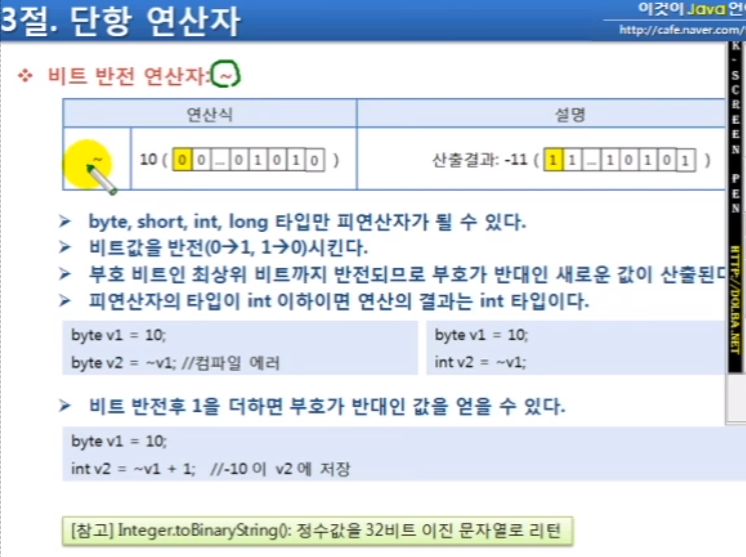 3절. 단항 연산자
이것이 Java 언
http://cafe.naver.com/
❖ 비트 반전 연산자: ~
연산식 설명
~ 10 ( 0 0 ... 0 1 0 1 0 ) 산출결과: -11 ( 1 1 ... 1 0 1 0 1 )
➢ byte, short, int, long 타입만 피연산자가 될 수 있다.
➢ 비트값을 반전(0→1, 1→0)시킨다.
➢ 부호 비트인 최상위 비트까지 반전되므로 부호가 반대인 새로운 값이 산출된다
➢ 피연산자의 타입이 int 이하이면 연산의 결과는 int 타입이다.
byte v1 = 10;
byte v2 = ~v1; //컴파일 에러
byte v1 = 10;
int v2 = ~v1;
➢ 비트 반전후 1을 더하면 부호가 반대인 값을 얻을 수 있다.
byte v1 = 10;
int v2 = ~v1 + 1; //-10 이 v2 에 저장
[참고] Integer.toBinaryString(): 정수값을 32비트 이진 문자열로 리턴
K-SCREEN PEN
HTTP://DOLBA.NET